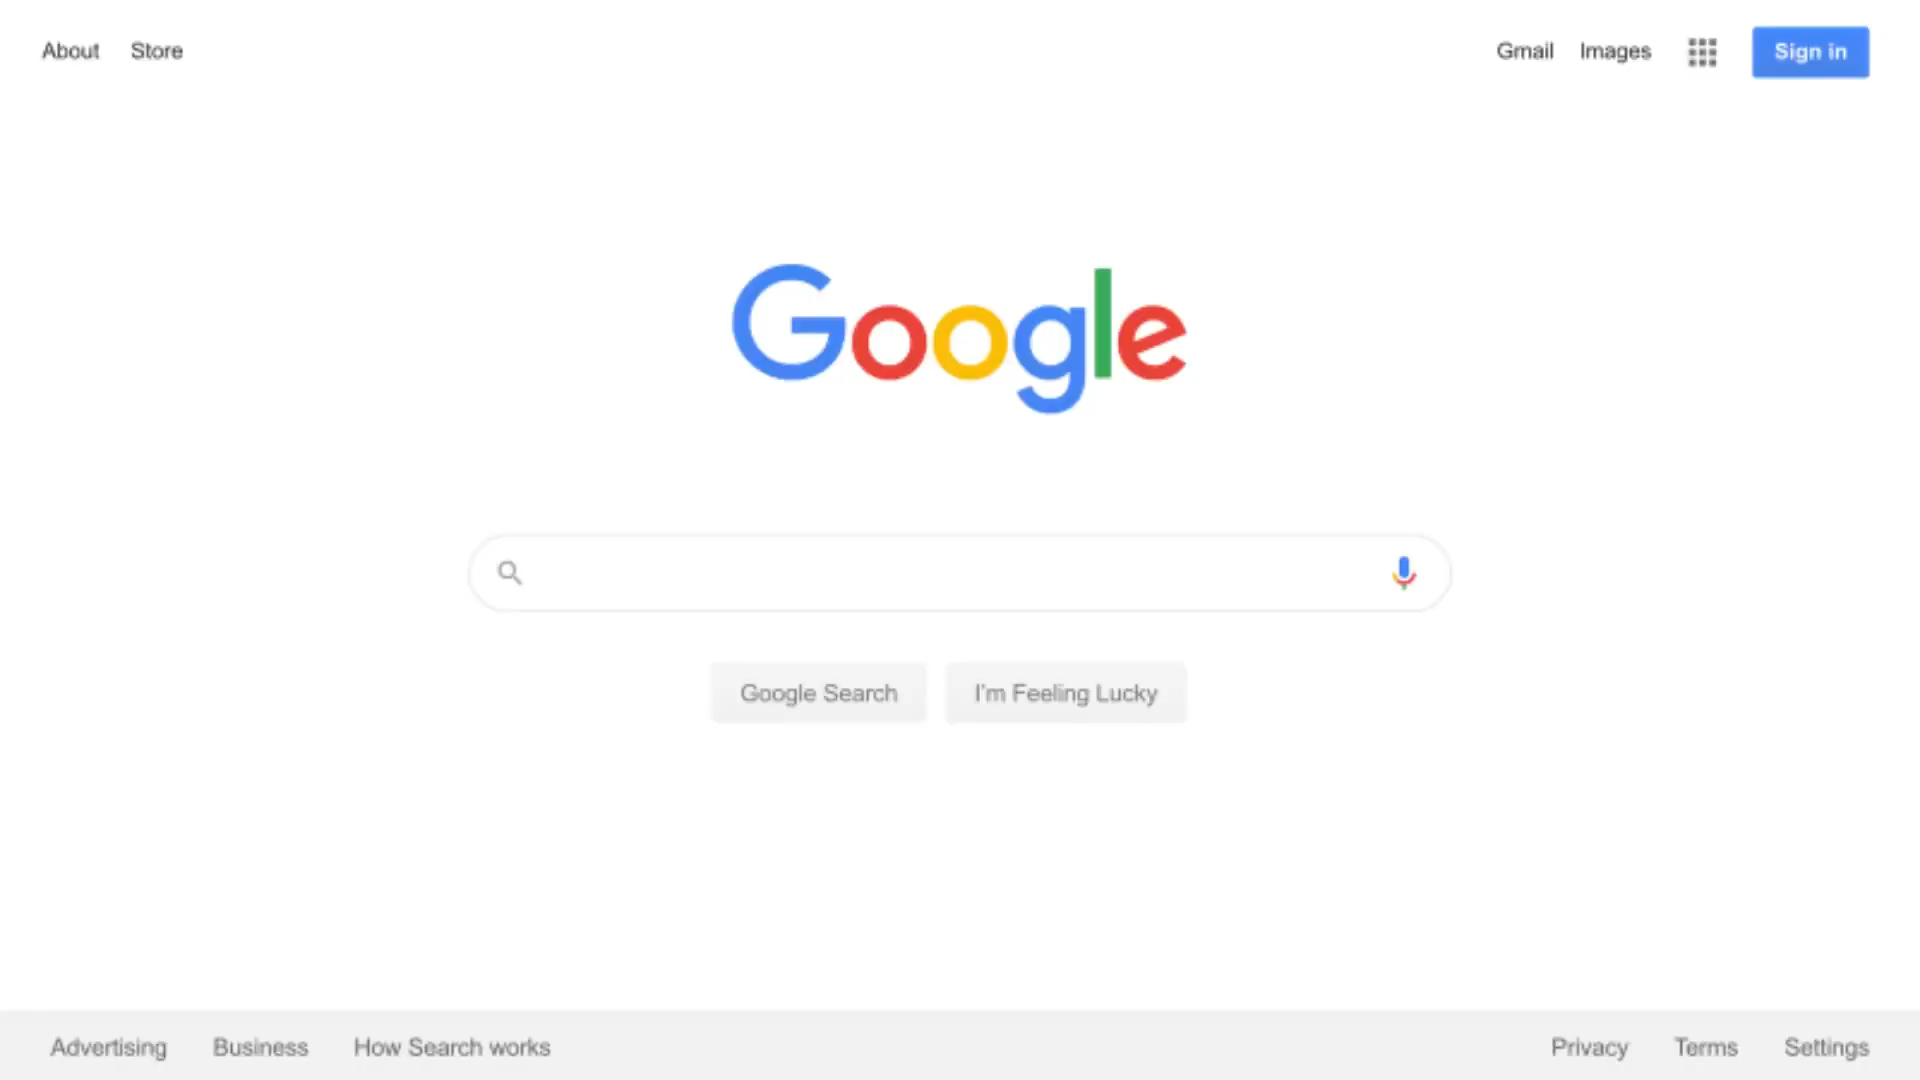 About Store Gmail Images Sign in
Google
Google Search I'm Feeling Lucky
Advertising Business How Search works Privacy Terms Settings